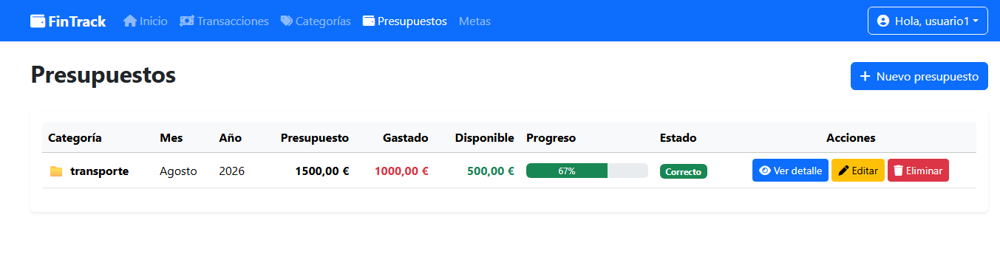 FinTrack Inicio Transacciones Categorías Presupuestos Metas Hola, usuario1
Presupuestos
Nuevo presupuesto
Categoría Mes Año Presupuesto Gastado Disponible Progreso Estado Acciones
transporte Agosto 2026 1500,00 € 1000,00 € 500,00 € 67% Correcto Ver detalle Editar Eliminar